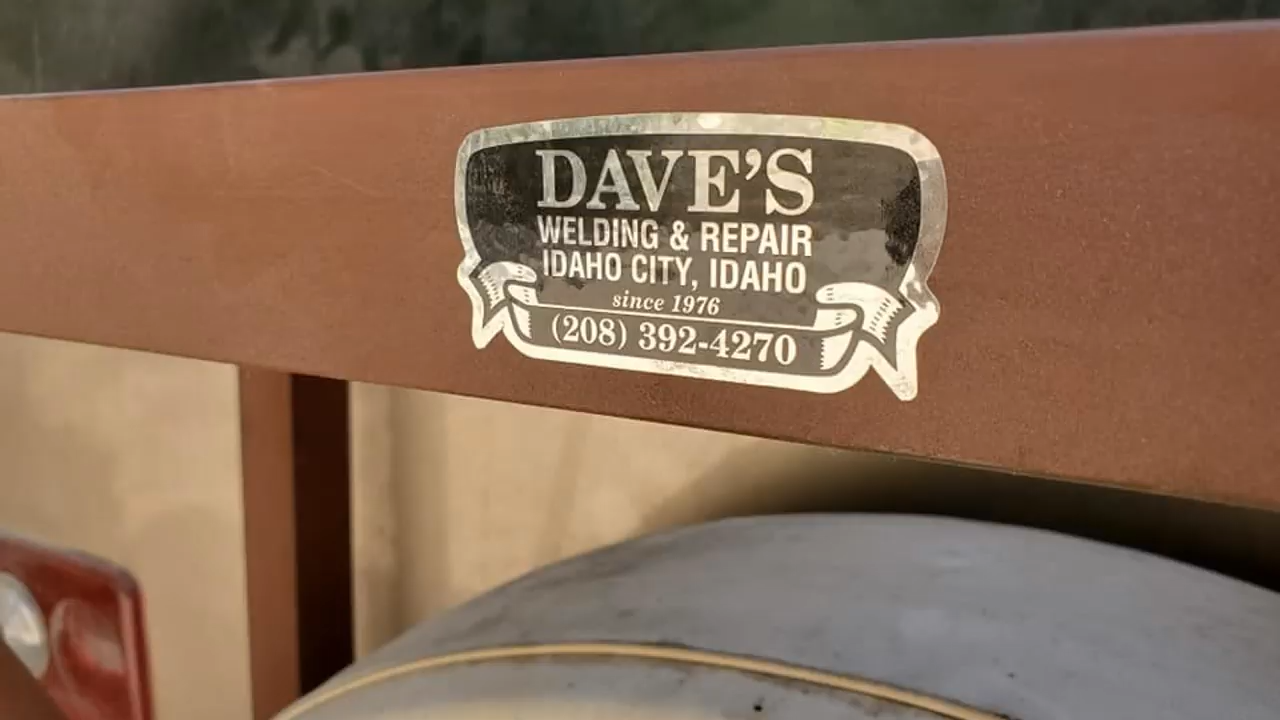 DAVE'S
WELDING & REPAIR
IDAHO CITY, IDAHO
since 1976
(208) 392-4270